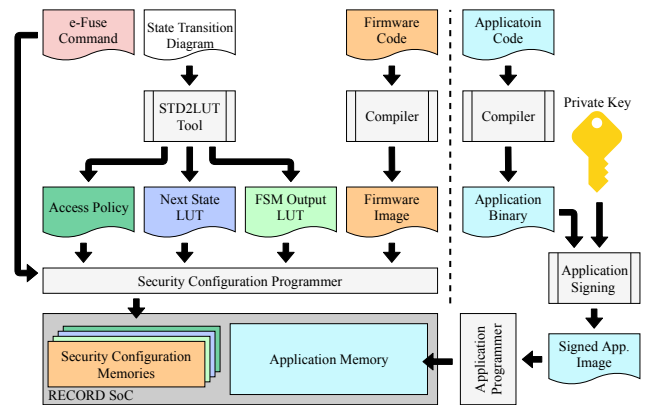 e-Fuse
Command
State Transition
Diagram
Firmware
Code
Applicatoin
Code
STD2LUT
Tool
Compiler
Compiler
Private Key
Access Policy
Next State
LUT
FSM Output
LUT
Firmware
Image
Application
Binary
Security Configuration Programmer
Application
Signing
Security Configuration
Memories
Application Memory
RECORD SoC
Application
Programmer
Signed App.
Image